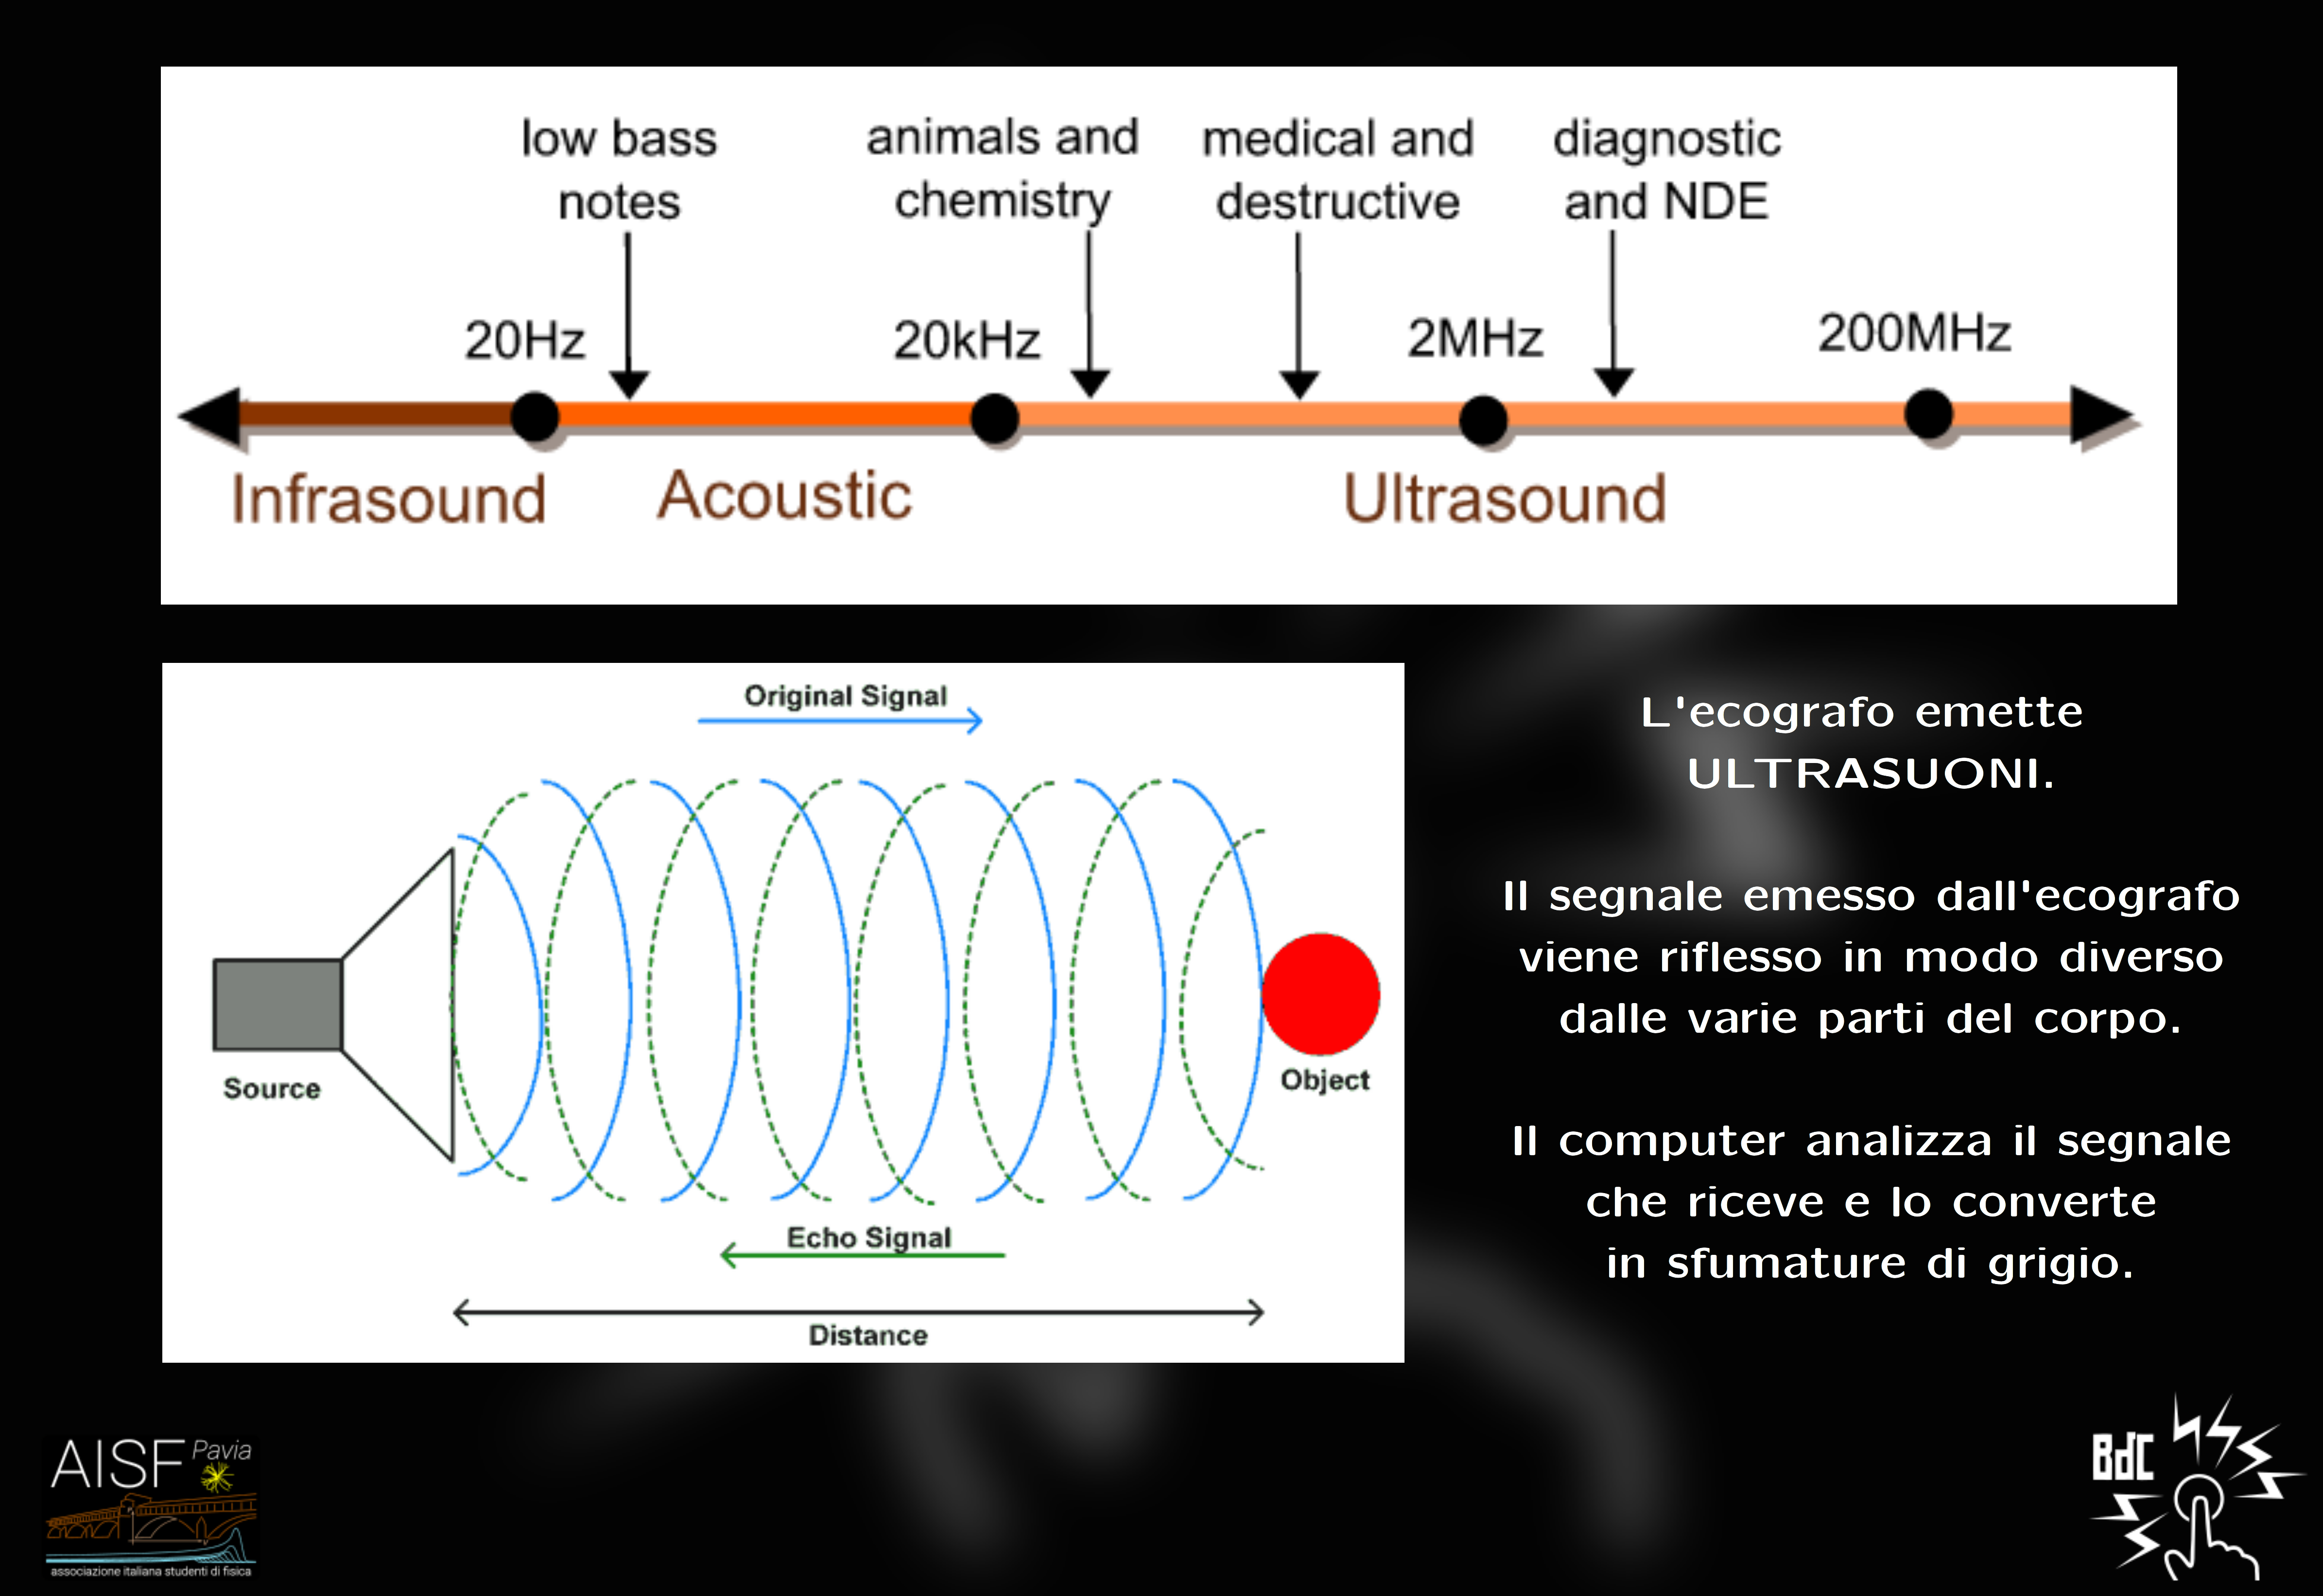 low bass
notes
animals and
chemistry
medical and
destructive
diagnostic
and NDE
20Hz
20kHz
2MHz
200MHz
Infrasound
Acoustic
Ultrasound
Original Signal
Source
Object
Echo Signal
Distance
L'ecografo emette
ULTRASUONI.
Il segnale emesso dall'ecografo
viene riflesso in modo diverso
dalle varie parti del corpo.
Il computer analizza il segnale
che riceve e lo converte
in sfumature di grigio.
AISF Pavia
associazione italiana studenti di fisica
BdC